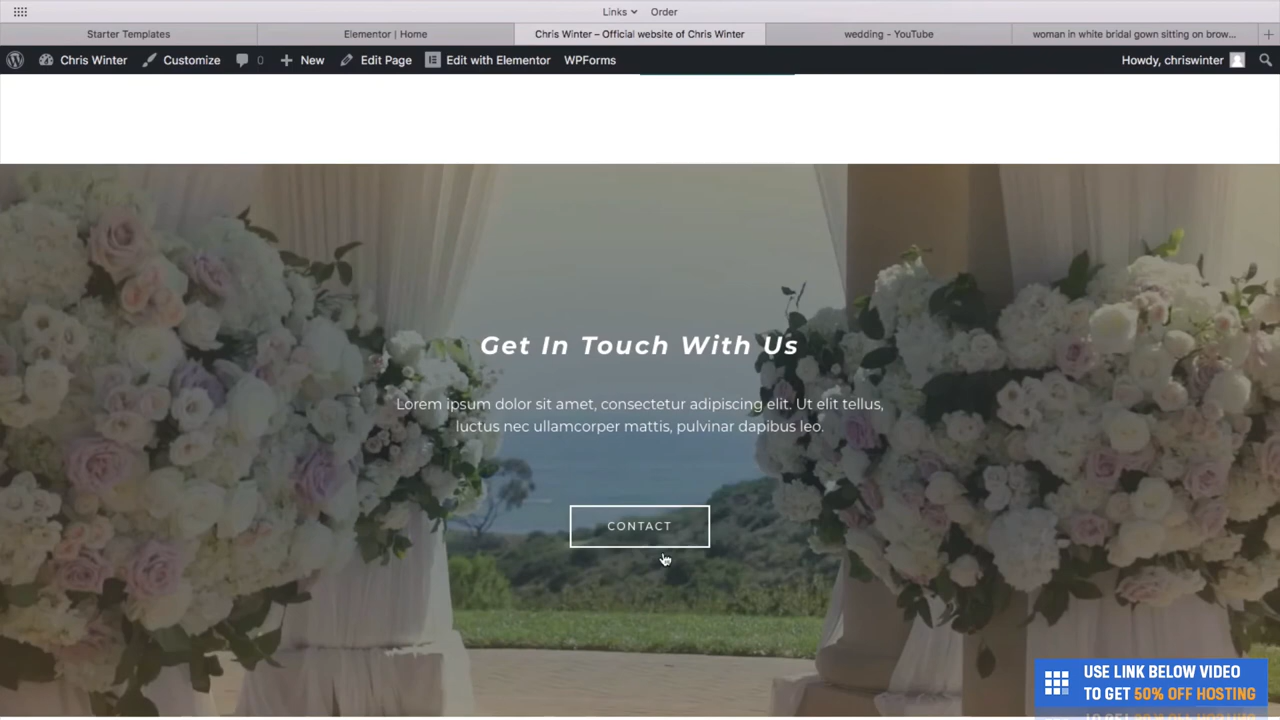 Links Order
Starter Templates
Elementor | Home
Chris Winter – Official website of Chris Winter
wedding - YouTube
woman in white bridal gown sitting on brow...
Chris Winter Customize 0 New Edit Page Edit with Elementor WPForms Howdy, chriswinter
Get In Touch With Us
Lorem ipsum dolor sit amet, consectetur adipiscing elit. Ut elit tellus,
luctus nec ullamcorper mattis, pulvinar dapibus leo.
CONTACT
USE LINK BELOW VIDEO
TO GET 50% OFF HOSTING